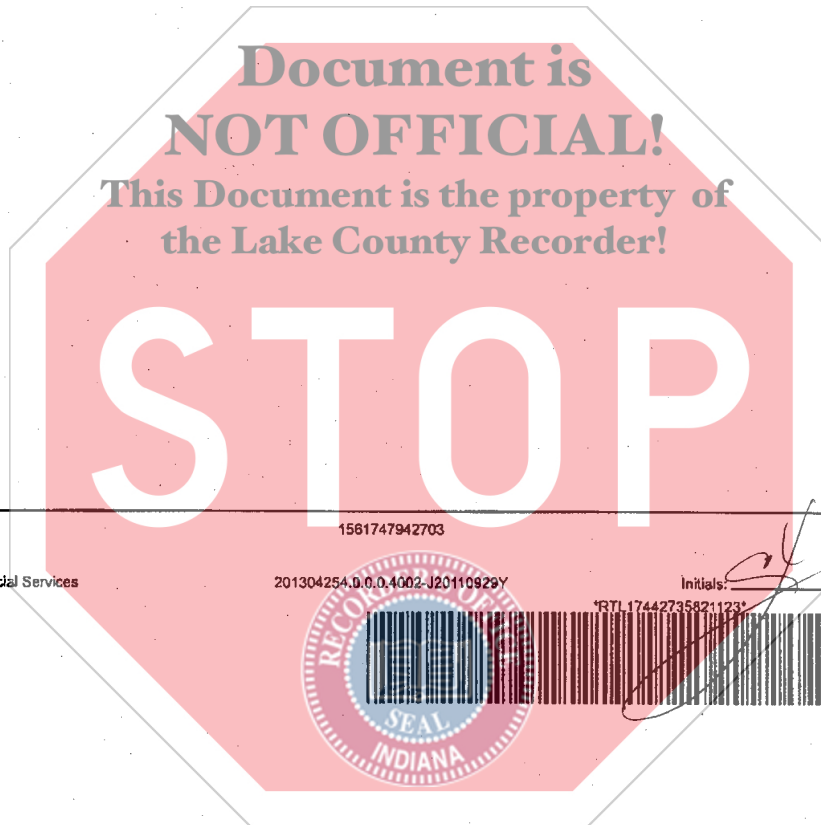 Document is
NOT OFFICIAL!
This Document is the property of
the Lake County Recorder!
STOP
1561747942703
cial Services 201304254.0.0.0.4002-J20110929Y Initials:
*RTL17442735821123*
RECORDER'S OFFICE
SEAL
INDIANA